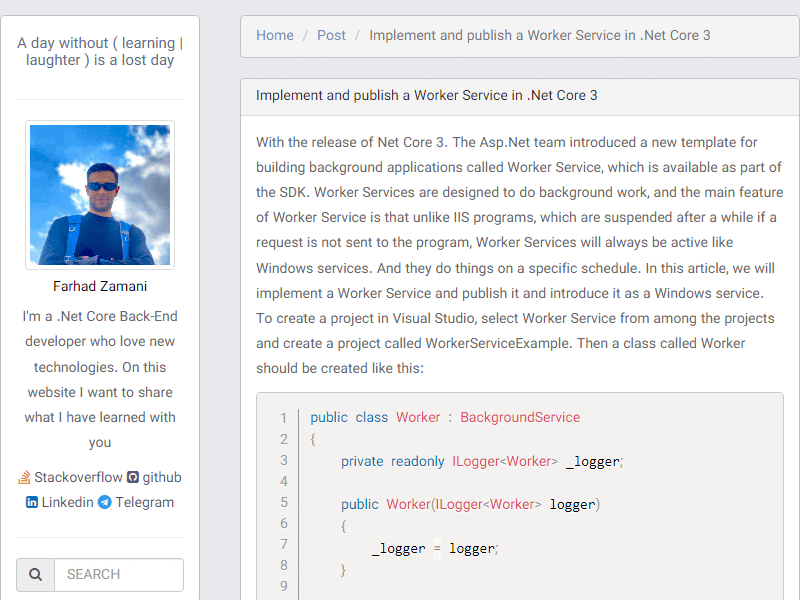 A day without ( learning |
laughter ) is a lost day
Farhad Zamani
I'm a .Net Core Back-End
developer who love new
technologies. On this
website I want to share
what I have learned with
you
Stackoverflow github
Linkedin Telegram
SEARCH
Home / Post / Implement and publish a Worker Service in .Net Core 3
Implement and publish a Worker Service in .Net Core 3
With the release of Net Core 3. The Asp.Net team introduced a new template for
building background applications called Worker Service, which is available as part of
the SDK. Worker Services are designed to do background work, and the main feature
of Worker Service is that unlike IIS programs, which are suspended after a while if a
request is not sent to the program, Worker Services will always be active like
Windows services. And they do things on a specific schedule. In this article, we will
implement a Worker Service and publish it and introduce it as a Windows service.
To create a project in Visual Studio, select Worker Service from among the projects
and create a project called WorkerServiceExample. Then a class called Worker
should be created like this:
1 public class Worker : BackgroundService
2 {
3 private readonly ILogger<Worker> _logger;
4
5 public Worker(ILogger<Worker> logger)
6 {
7 _logger = logger;
8 }
9